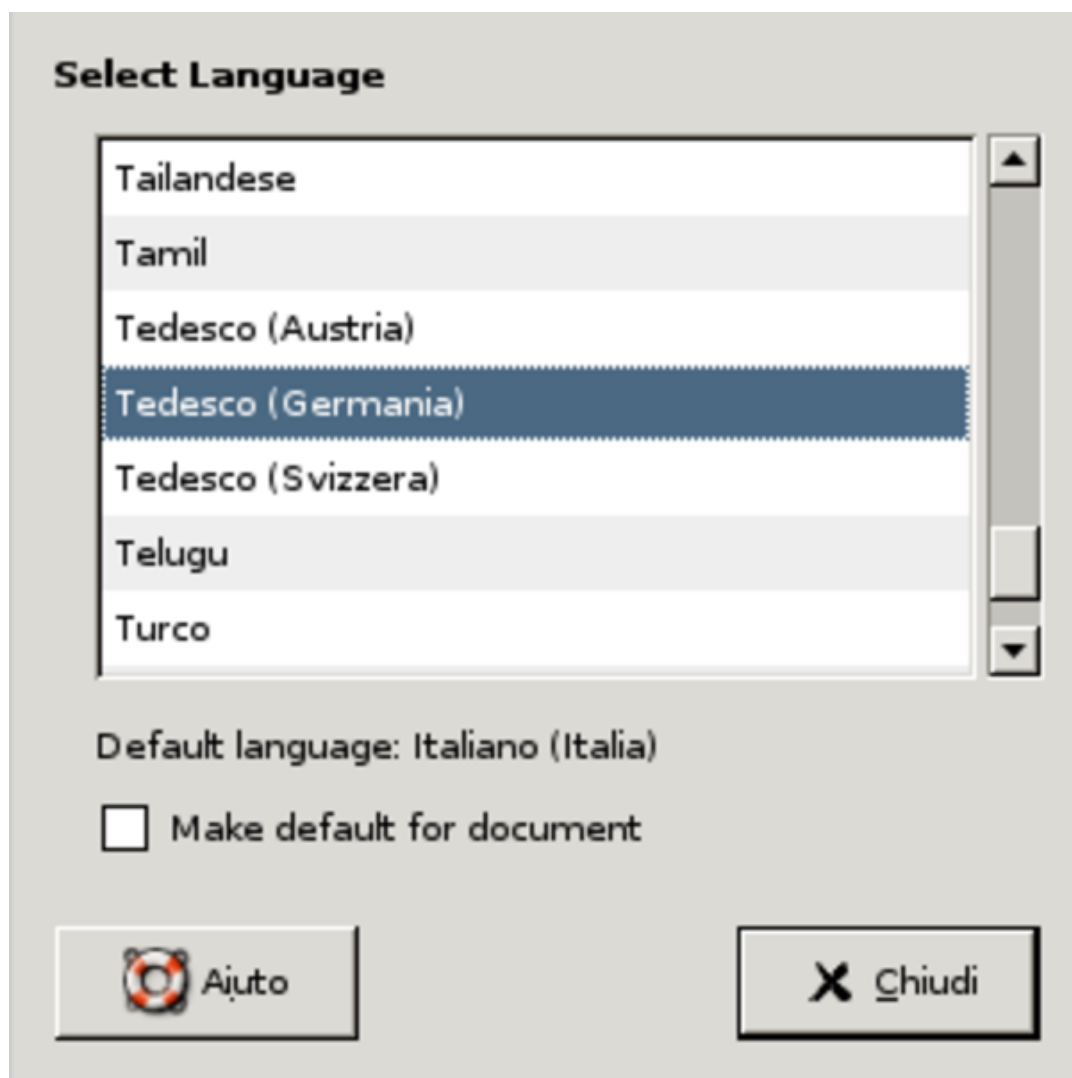 Select Language
Tailandese
Tamil
Tedesco (Austria)
Tedesco (Germania)
Tedesco (Svizzera)
Telugu
Turco
Default language: Italiano (Italia)
Make default for document
Aiuto
Chiudi